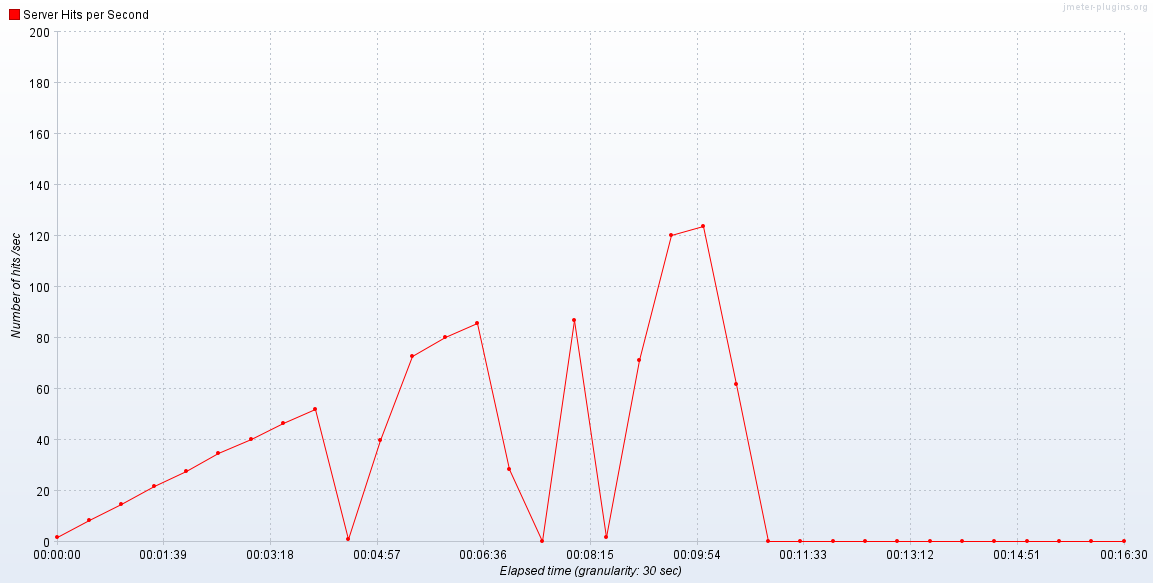 jmeter-plugins.org
Server Hits per Second
200
180
160
140
120
100
80
60
40
20
0
Number of hits /sec
00:00:00 00:01:39 00:03:18 00:04:57 00:06:36 00:08:15 00:09:54 00:11:33 00:13:12 00:14:51 00:16:30
Elapsed time (granularity: 30 sec)